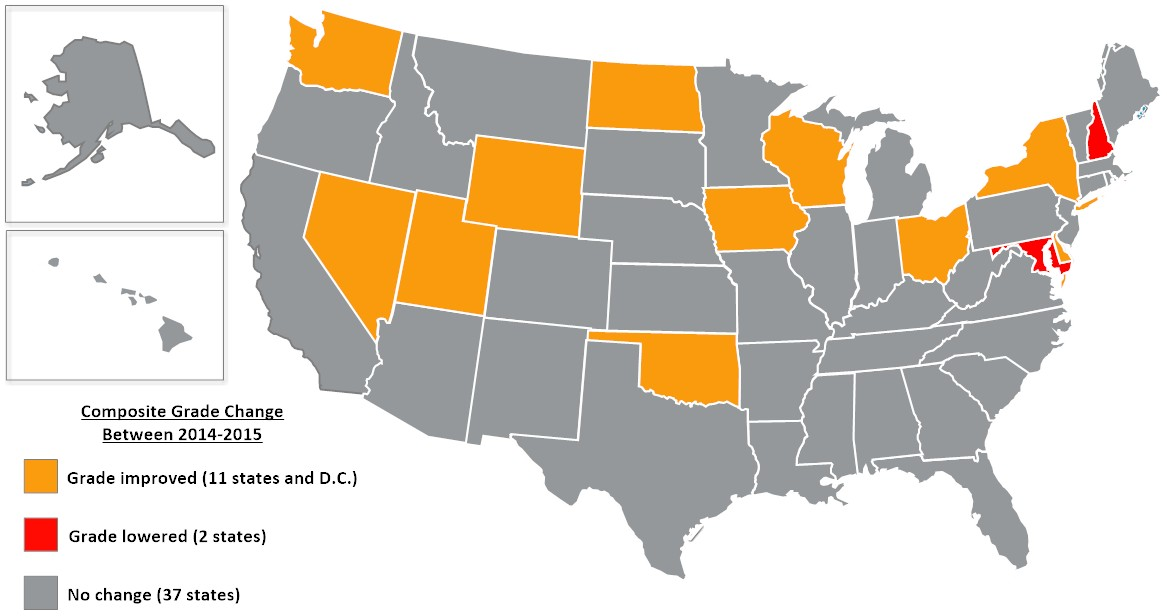 Composite Grade Change
Between 2014-2015
Grade improved (11 states and D.C.)
Grade lowered (2 states)
No change (37 states)